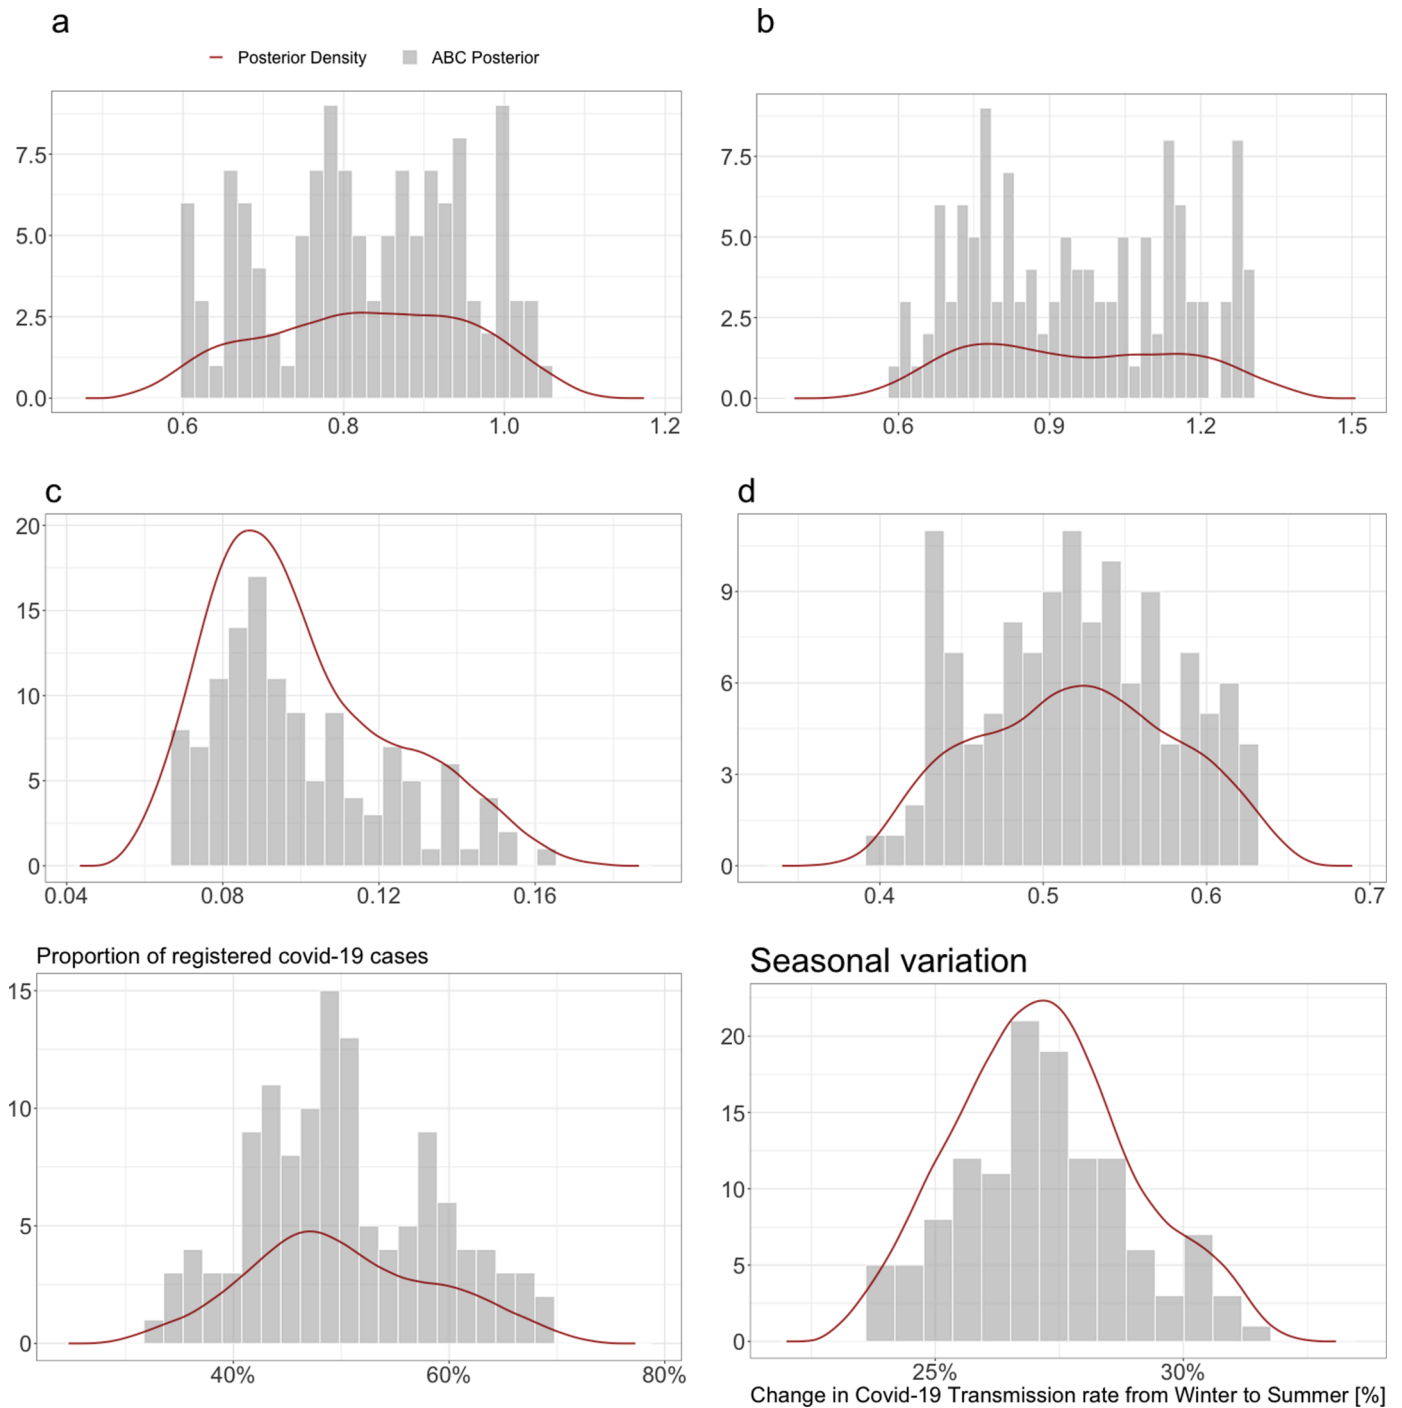 a
b
Posterior Density ABC Posterior
7.5
5.0
2.5
0.0
0.6 0.8 1.0 1.2
7.5
5.0
2.5
0.0
0.6 0.9 1.2 1.5
c
d
20
15
10
5
0
0.04 0.08 0.12 0.16
9
6
3
0
0.4 0.5 0.6 0.7
Proportion of registered covid-19 cases
15
10
5
0
40% 60% 80%
Seasonal variation
20
15
10
5
0
25% 30%
Change in Covid-19 Transmission rate from Winter to Summer [%]